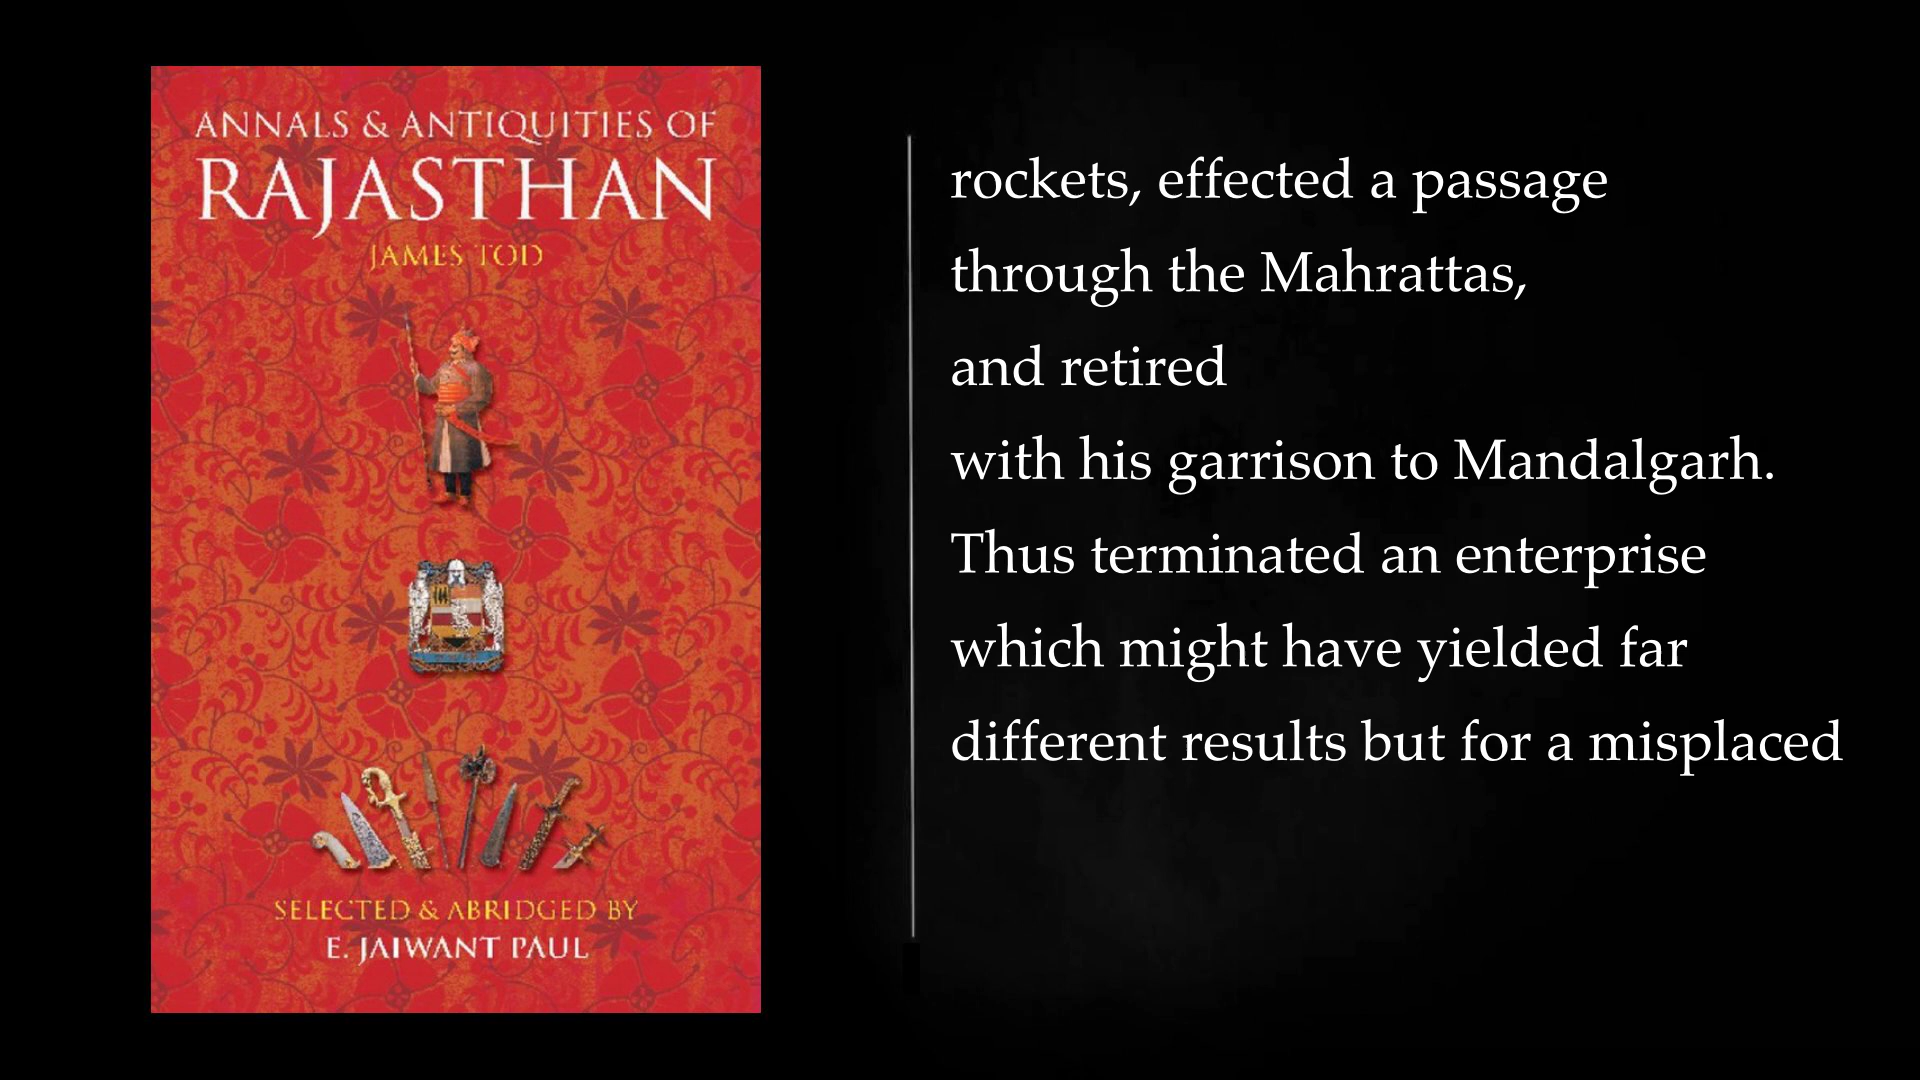 ANNALS & ANTIQUITIES OF
RAJASTHAN
JAMES TOD
SELECTED & ABRIDGED BY
E. JAIWANT PAUL
rockets, effected a passage
through the Mahrattas,
and retired
with his garrison to Mandalgarh.
Thus terminated an enterprise
which might have yielded far
different results but for a misplaced